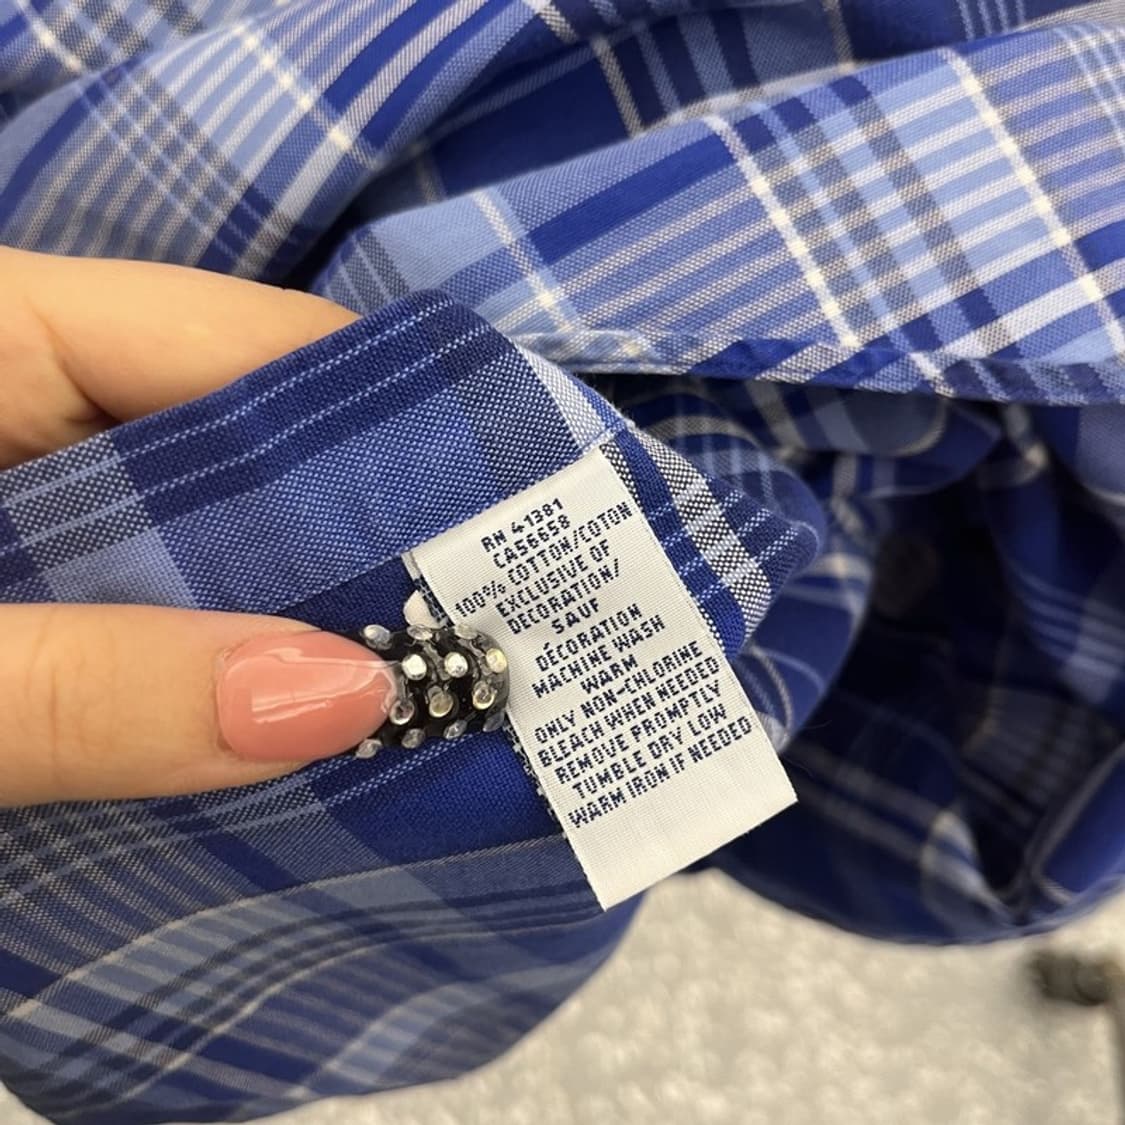 RN 41381
CA56658
100% COTTON/COTON
EXCLUSIVE OF
DECORATION/
SAUF
DÉCORATION
MACHINE WASH
WARM
ONLY NON-CHLORINE
BLEACH WHEN NEEDED
REMOVE PROMPTLY
TUMBLE DRY LOW
WARM IRON IF NEEDED